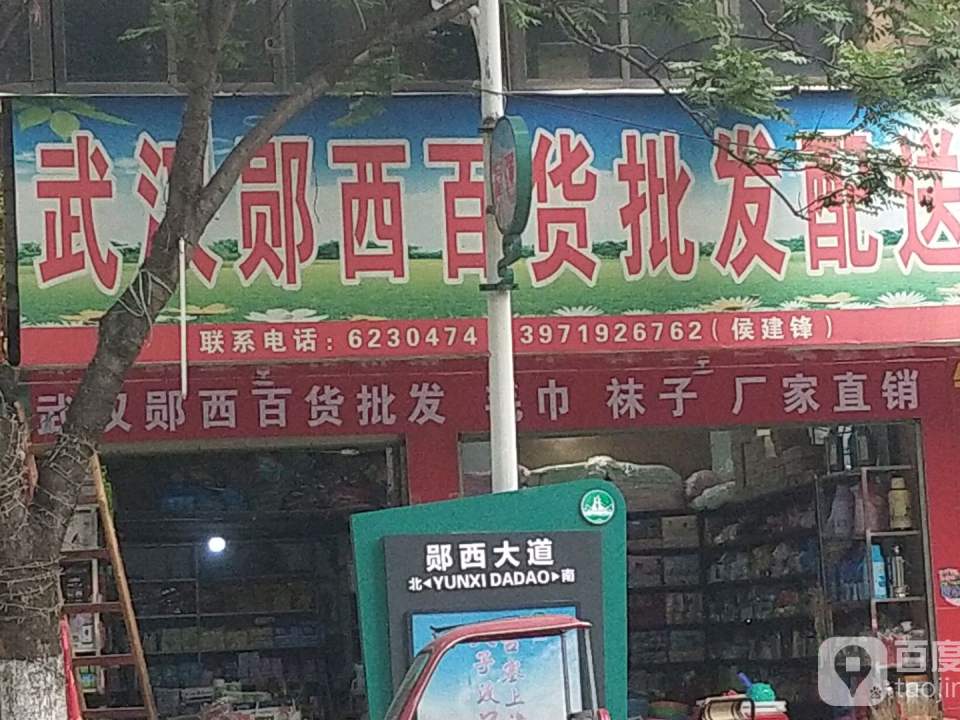 武汉郧西百货批发配送
联系电话：6230474 3971926762（侯建锋）
武汉郧西百货批发 毛巾 袜子 厂家直销
郧西大道
北◄YUNXI DADAO►南
百度
taojin